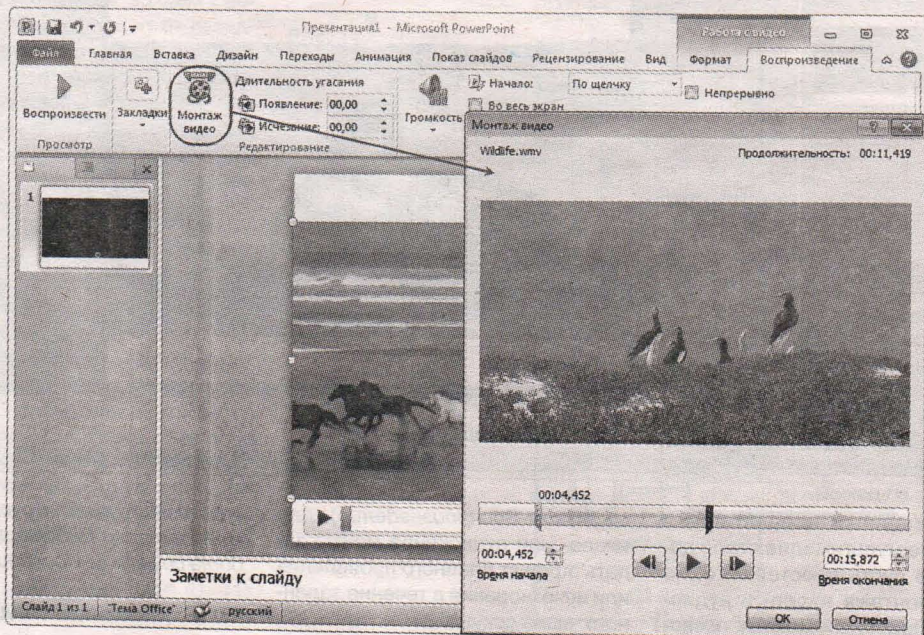 Презентация1 - Microsoft PowerPoint
Работа с видео
Файл Главная Вставка Дизайн Переходы Анимация Показ слайдов Рецензирование Вид Формат Воспроизведение
Воспроизвести
Просмотр
Закладки
Монтаж видео
Длительность угасания
Появление: 00,00
Исчезание: 00,00
Редактирование
Громкость
Начало: По щелчку
Во весь экран
Непрерывно
1
Монтаж видео
Wildlife.wmv Продолжительность: 00:11,419
00:04,452
00:04,452 00:15,872
Время начала Время окончания
OK Отмена
Заметки к слайду
Слайд 1 из 1 "Тема Office" русский